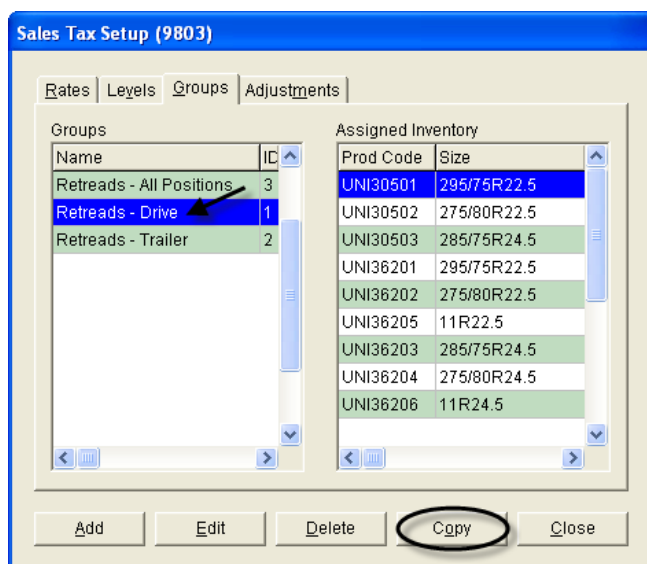 Sales Tax Setup (9803)
Rates Levels Groups Adjustments
Groups
Name ID
Retreads - All Positions 3
Retreads - Drive 1
Retreads - Trailer 2
Assigned Inventory
Prod Code Size
UNI30501 295/75R22.5
UNI30502 275/80R22.5
UNI30503 285/75R24.5
UNI36201 295/75R22.5
UNI36202 275/80R22.5
UNI36205 11R22.5
UNI36203 285/75R24.5
UNI36204 275/80R24.5
UNI36206 11R24.5
Add Edit Delete Copy Close